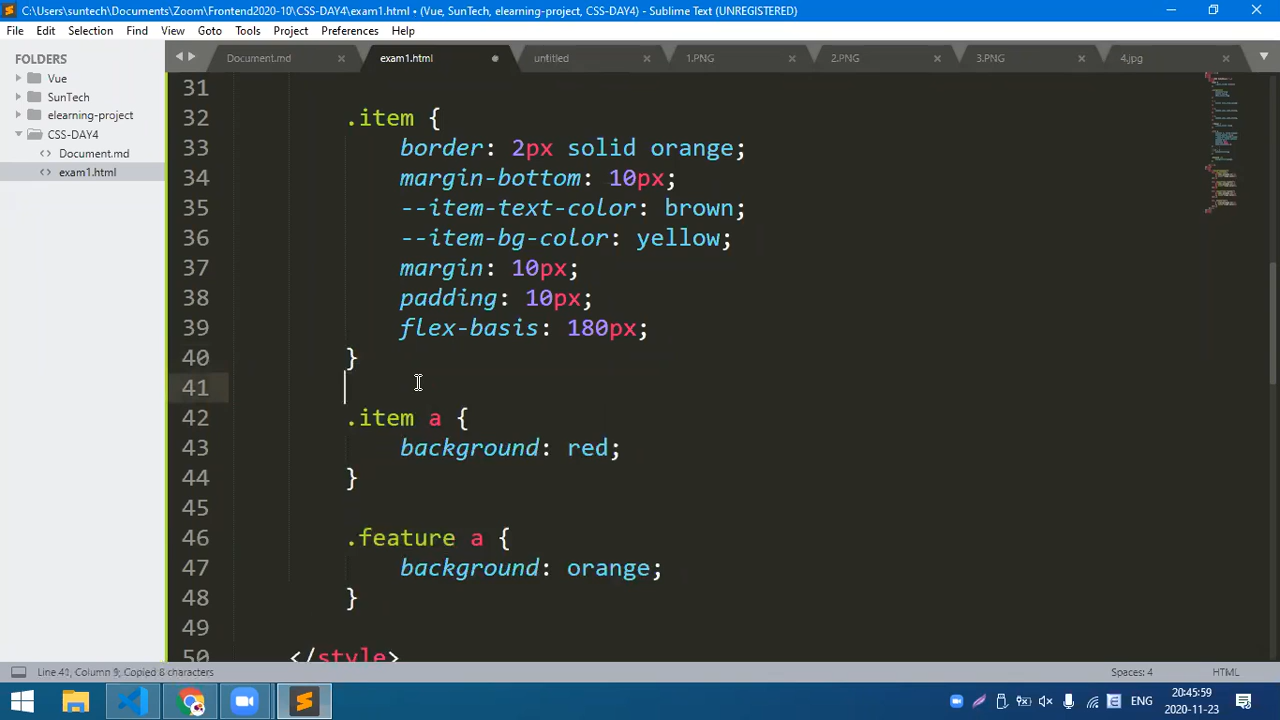 C:\Users\suntech\Documents\Zoom\Frontend2020-10\CSS-DAY4\exam1.html • (Vue, SunTech, elearning-project, CSS-DAY4) - Sublime Text (UNREGISTERED)
File Edit Selection Find View Goto Tools Project Preferences Help
FOLDERS
Vue
SunTech
elearning-project
CSS-DAY4
Document.md
exam1.html
Document.md exam1.html untitled 1.PNG 2.PNG 3.PNG 4.jpg
31
32 .item {
33 border: 2px solid orange;
34 margin-bottom: 10px;
35 --item-text-color: brown;
36 --item-bg-color: yellow;
37 margin: 10px;
38 padding: 10px;
39 flex-basis: 180px;
40 }
41
42 .item a {
43 background: red;
44 }
45
46 .feature a {
47 background: orange;
48 }
49
50 </style>
Line 41, Column 9; Copied 8 characters Spaces: 4 HTML
ENG 20:45:59
2020-11-23